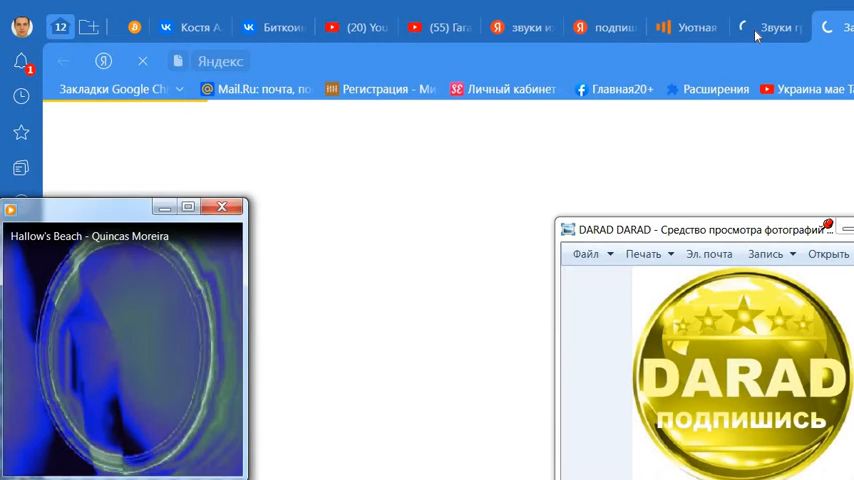 12
Костя А
Биткоин
(20) You
(55) Гага
звуки и
подпиш
Уютная
Звуки г
За
1
Яндекс
Закладки Google Ch
Mail.Ru: почта, по
Регистрация - Ми
Личный кабинет
Главная20+
Расширения
Украина мае Та
Hallow's Beach - Quincas Moreira
DARAD DARAD - Средство просмотра фотографий ...
Файл Печать Эл. почта Запись Открыть
DARAD
подпишись